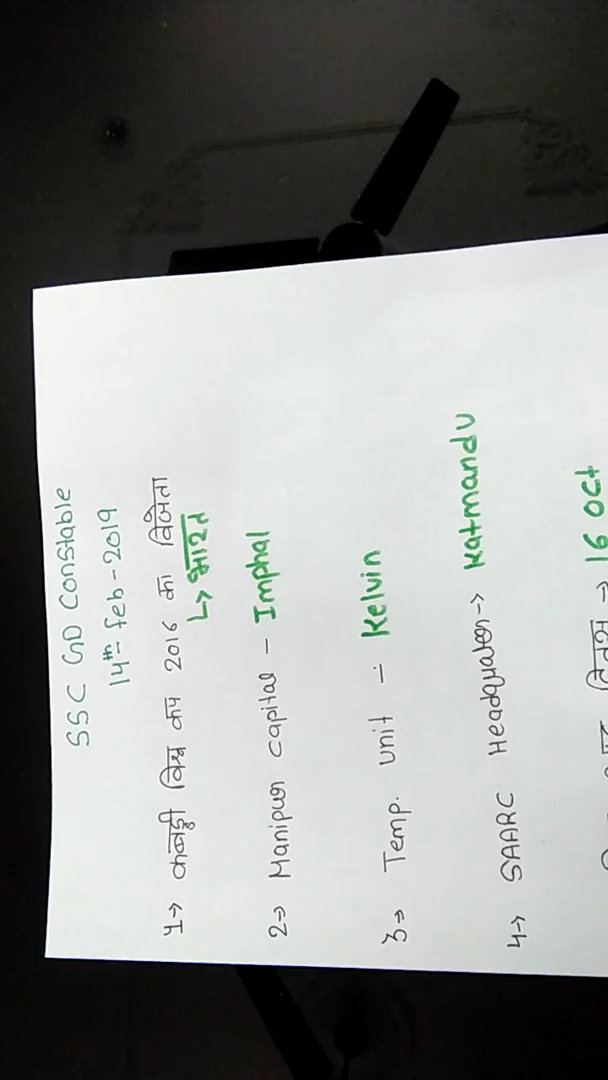 SSC GD Constable
14th feb-2019
1→ कबड्डी विश्व कप 2016 का विजेता
↳ भारत
2→ Manipur capital - Imphal
3→ Temp. unit ÷ Kelvin
4→ SAARC Headquater → Katmandu
दिवस → 16 Oct